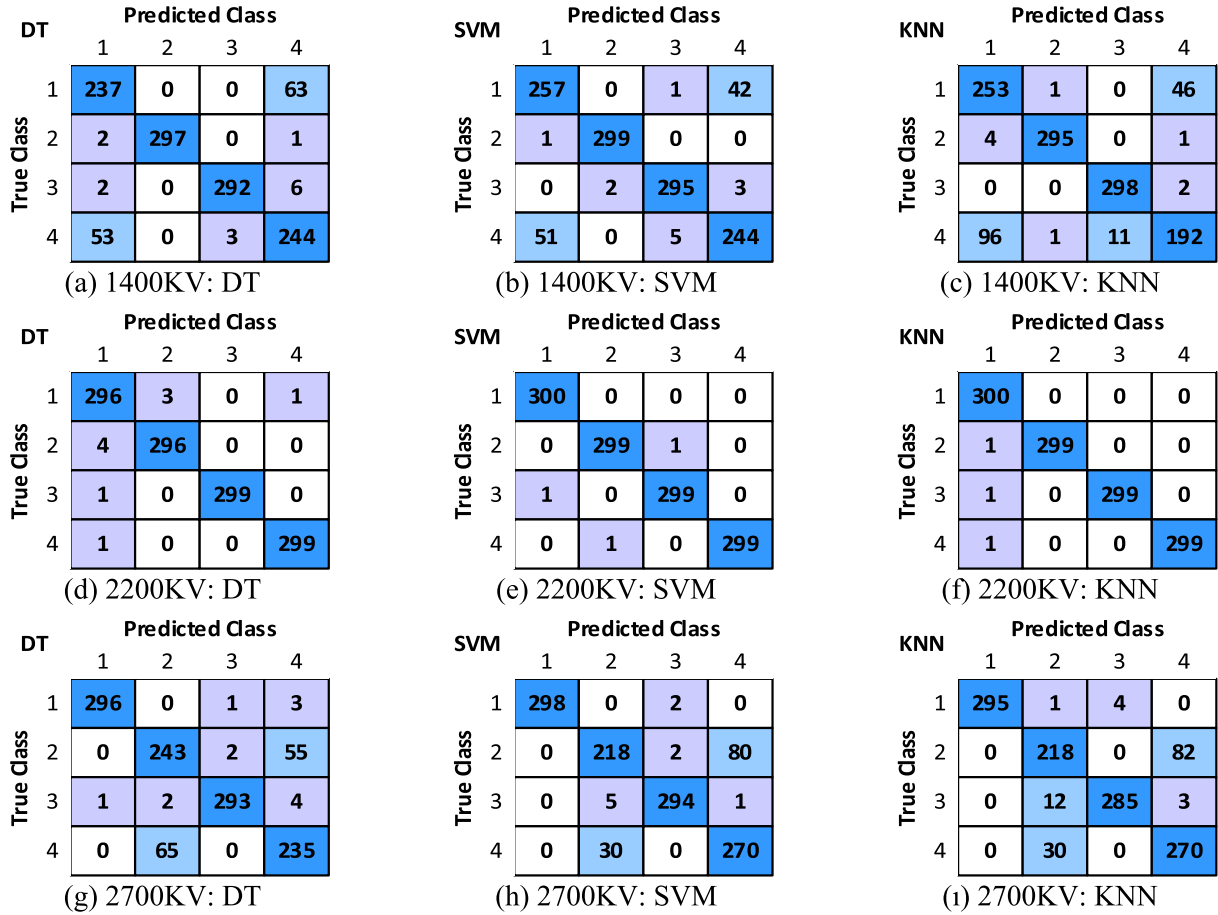 Predicted Class Predicted Class Predicted Class
DT SVM KNN
1 2 3 4 1 2 3 4 1 2 3 4
True Class True Class True Class
1 237 0 0 63 1 257 0 1 42 1 253 1 0 46
2 2 297 0 1 2 1 299 0 0 2 4 295 0 1
3 2 0 292 6 3 0 2 295 3 3 0 0 298 2
4 53 0 3 244 4 51 0 5 244 4 96 1 11 192
(a) 1400KV: DT (b) 1400KV: SVM (c) 1400KV: KNN
Predicted Class Predicted Class Predicted Class
DT SVM KNN
1 2 3 4 1 2 3 4 1 2 3 4
True Class True Class True Class
1 296 3 0 1 1 300 0 0 0 1 300 0 0 0
2 4 296 0 0 2 0 299 1 0 2 1 299 0 0
3 1 0 299 0 3 1 0 299 0 3 1 0 299 0
4 1 0 0 299 4 0 1 0 299 4 1 0 0 299
(d) 2200KV: DT (e) 2200KV: SVM (f) 2200KV: KNN
Predicted Class Predicted Class Predicted Class
DT SVM KNN
1 2 3 4 1 2 3 4 1 2 3 4
True Class True Class True Class
1 296 0 1 3 1 298 0 2 0 1 295 1 4 0
2 0 243 2 55 2 0 218 2 80 2 0 218 0 82
3 1 2 293 4 3 0 5 294 1 3 0 12 285 3
4 0 65 0 235 4 0 30 0 270 4 0 30 0 270
(g) 2700KV: DT (h) 2700KV: SVM (ı) 2700KV: KNN